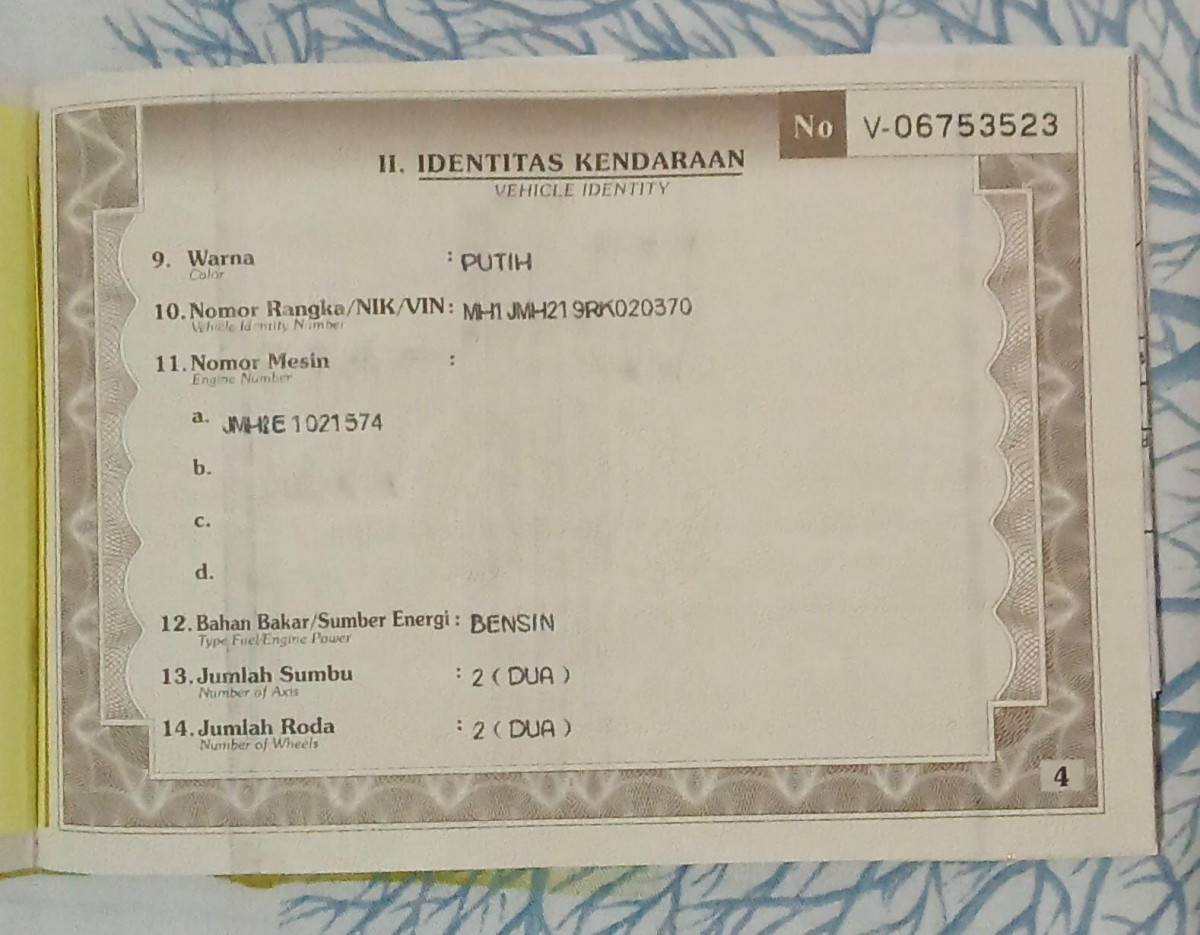 No V-06753523
II. IDENTITAS KENDARAAN
VEHICLE IDENTITY
9. Warna : PUTIH
Color
10. Nomor Rangka/NIK/VIN : MH1JMH219RK020370
Vehicle Identity Number
11. Nomor Mesin :
Engine Number
a. JMH2E1021574
b.
c.
d.
12. Bahan Bakar/Sumber Energi : BENSIN
Type Fuel/Engine Power
13. Jumlah Sumbu : 2 ( DUA )
Number of Axis
14. Jumlah Roda : 2 ( DUA )
Number of Wheels
4